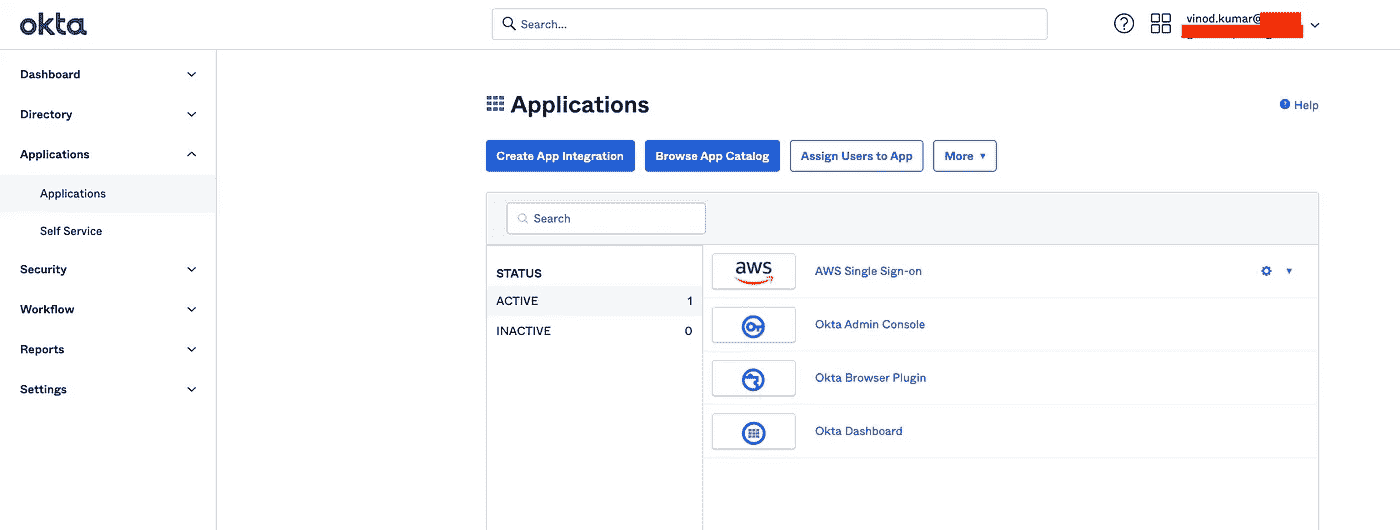 okta
Search...
vinod.kumar@
Dashboard
Directory
Applications
Applications
Self Service
Security
Workflow
Reports
Settings
Applications
Help
Create App Integration Browse App Catalog Assign Users to App More
Search
STATUS
ACTIVE 1
INACTIVE 0
aws AWS Single Sign-on
Okta Admin Console
Okta Browser Plugin
Okta Dashboard